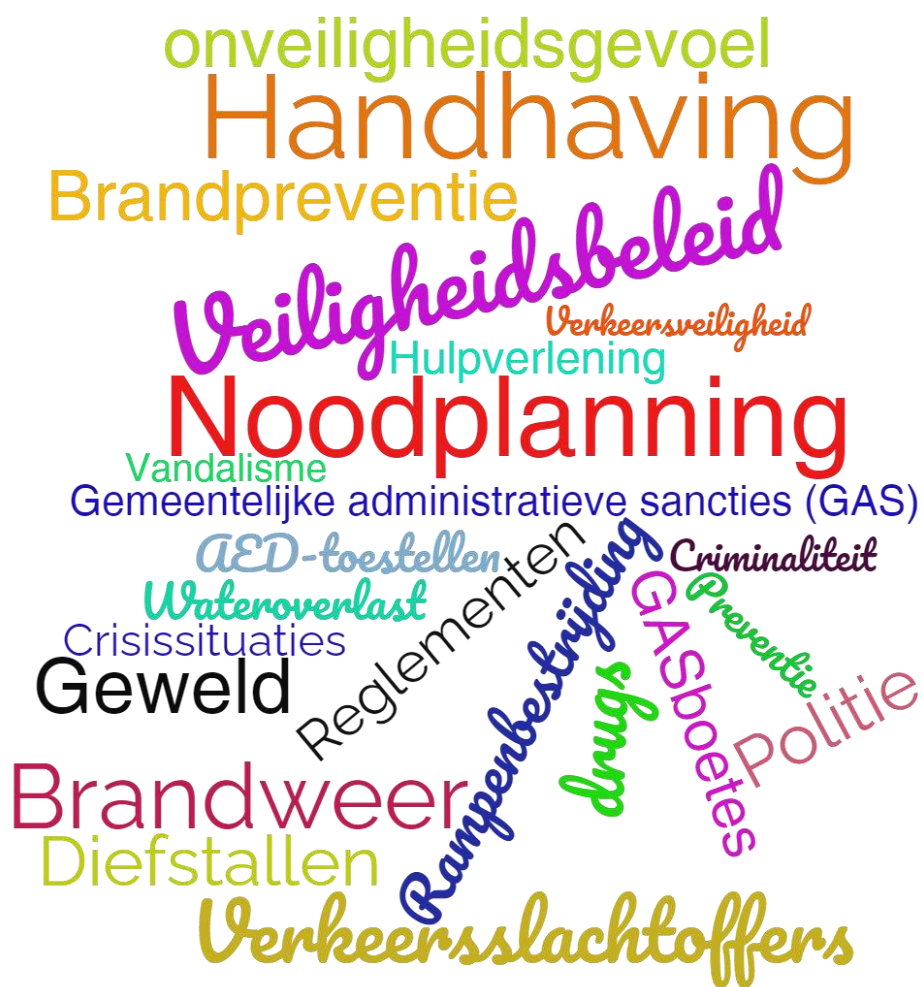 onveiligheidsgevoel
Handhaving
Brandpreventie
Veiligheidsbeleid
Verkeersveiligheid
Hulpverlening
Noodplanning
Vandalisme
Gemeentelijke administratieve sancties (GAS)
AED-toestellen
Reglementen
Rampenbestrijding
Criminaliteit
Wateroverlast
GASboetes
Preventie
Crisissituaties
Geweld
drugs
Politie
Brandweer
Diefstallen
Verkeersslachtoffers